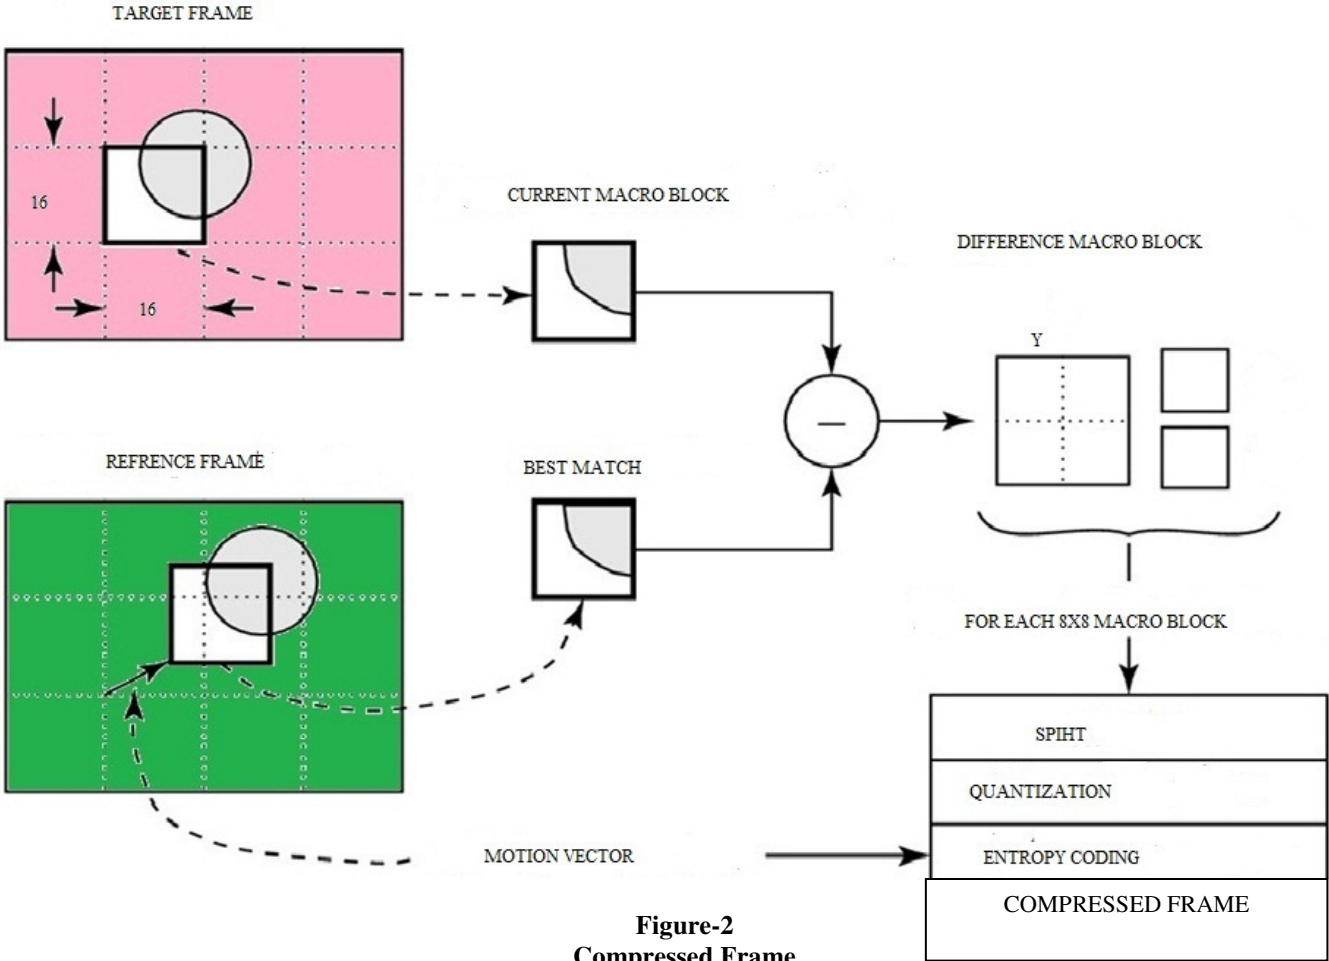 TARGET FRAME
16
16
CURRENT MACRO BLOCK
DIFFERENCE MACRO BLOCK
Y
REFRENCE FRAME
BEST MATCH
FOR EACH 8X8 MACRO BLOCK
SPIHT
QUANTIZATION
MOTION VECTOR
ENTROPY CODING
COMPRESSED FRAME
Figure-2
Compressed Frame